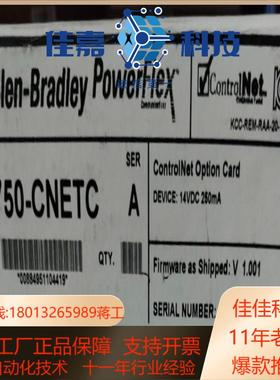 佳嘉 科技
llen-Bradley PowerFlex
ControlNet
KCC-REM-RAA-20-
750-CNETC
SER
A
ControlNet Option Card
DEVICE: 14VDC 250mA
QTY.
Firmware as Shipped: V 1.001
SERIAL NUMBER
线:18013265989蒋工
工厂正品保障 支持开票
自动化技术 十一年行业经验
佳佳科
11年老
爆款推